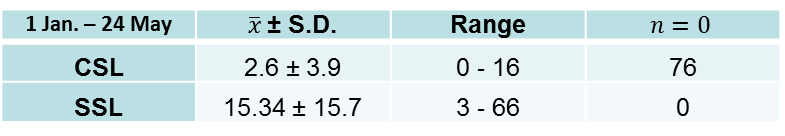 1 Jan. – 24 May x̅ ± S.D. Range n = 0
CSL 2.6 ± 3.9 0 - 16 76
SSL 15.34 ± 15.7 3 - 66 0